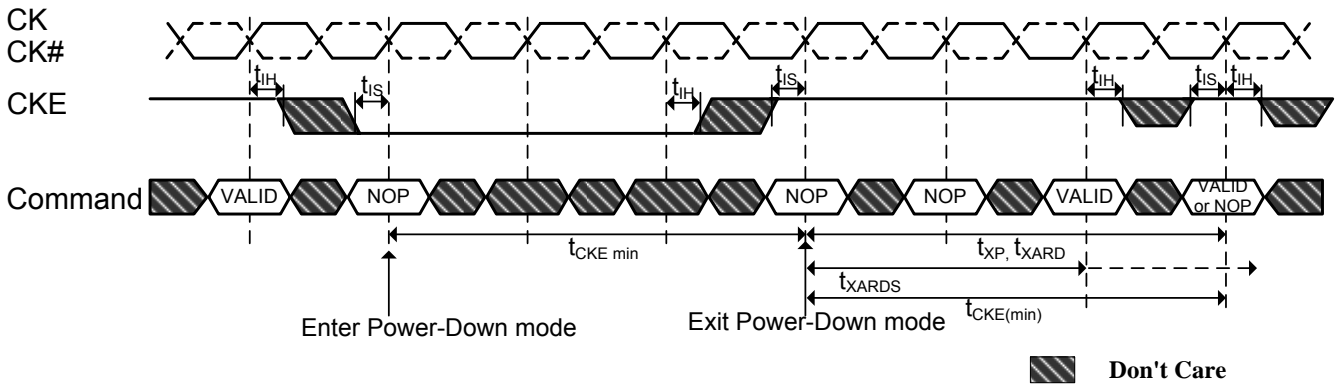 CK
CK#
tIH tIS tIH tIS tIH tIS tIH
CKE
Command VALID NOP NOP NOP VALID VALID or NOP
tCKE min tXP, tXARD
tXARDS
tCKE(min)
Enter Power-Down mode Exit Power-Down mode
Don't Care